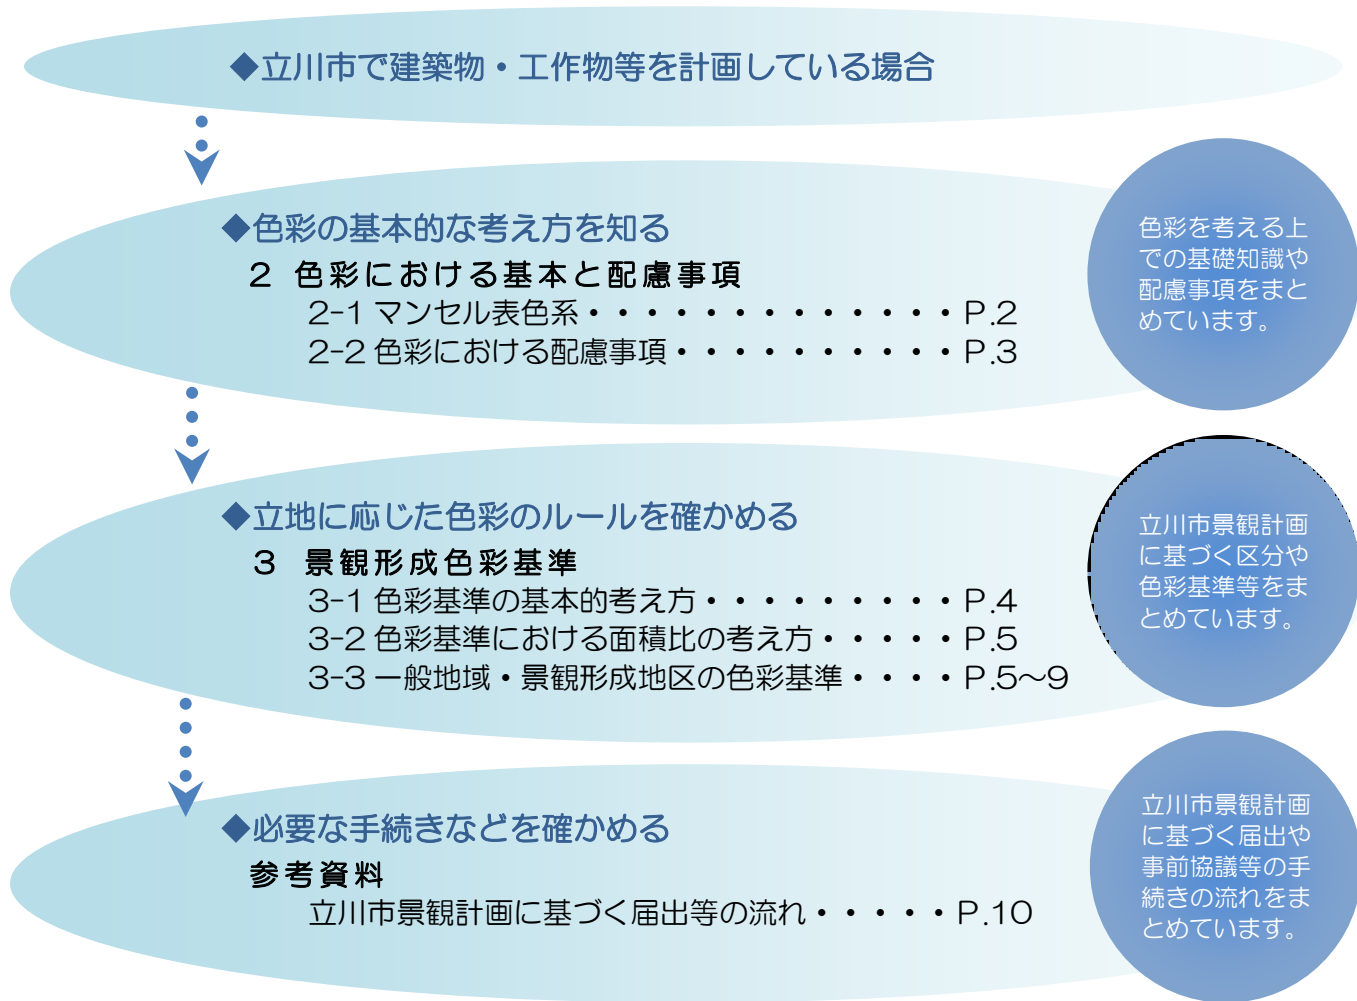 ◆立川市で建築物・工作物等を計画している場合
◆色彩の基本的な考え方を知る
2 色彩における基本と配慮事項
2-1 マンセル表色系・・・・・・・・・・・・・P.2
2-2 色彩における配慮事項・・・・・・・・・・P.3
色彩を考える上
での基礎知識や
配慮事項をまと
めています。
◆立地に応じた色彩のルールを確かめる
3 景観形成色彩基準
3-1 色彩基準の基本的考え方・・・・・・・・・P.4
3-2 色彩基準における面積比の考え方・・・・・P.5
3-3 一般地域・景観形成地区の色彩基準・・・・P.5~9
立川市景観計画
に基づく区分や
色彩基準等をま
とめています。
◆必要な手続きなどを確かめる
参考資料
立川市景観計画に基づく届出等の流れ・・・・・P.10
立川市景観計画
に基づく届出や
事前協議等の手
続きの流れをま
とめています。